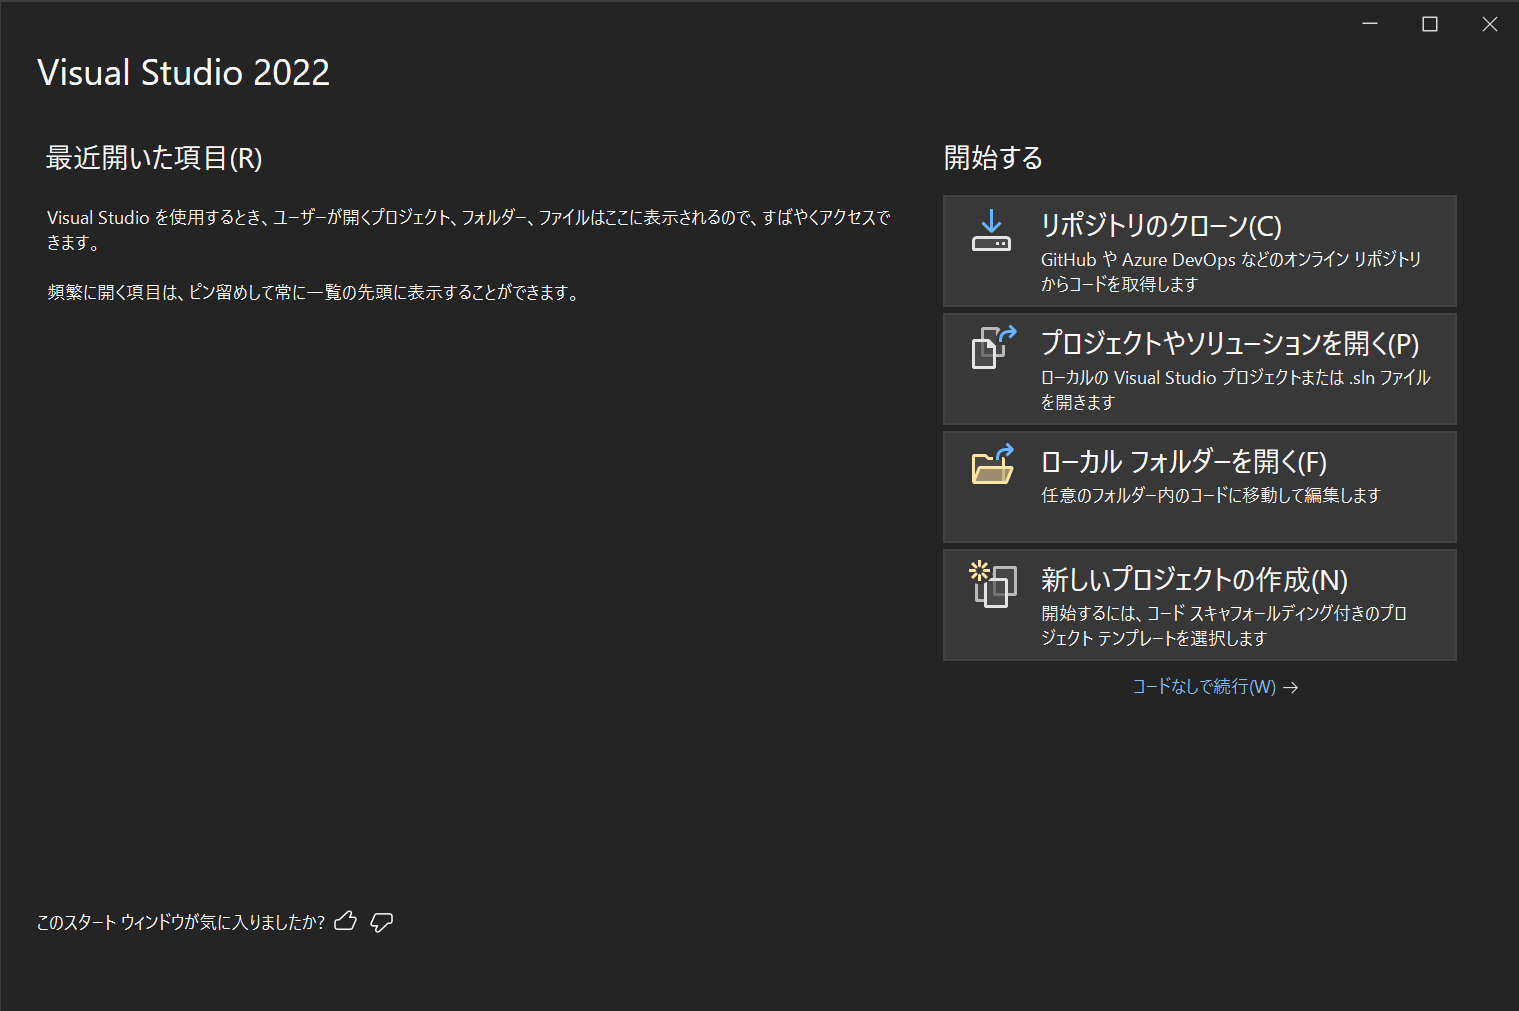 Visual Studio 2022
最近開いた項目(R)
Visual Studio を使用するとき、ユーザーが開くプロジェクト、フォルダー、ファイルはここに表示されるので、すばやくアクセスで
きます。
頻繁に開く項目は、ピン留めして常に一覧の先頭に表示することができます。
開始する
リポジトリのクローン(C)
GitHub や Azure DevOps などのオンライン リポジトリ
からコードを取得します
プロジェクトやソリューションを開く(P)
ローカルの Visual Studio プロジェクトまたは .sln ファイル
を開きます
ローカル フォルダーを開く(F)
任意のフォルダー内のコードに移動して編集します
新しいプロジェクトの作成(N)
開始するには、コード スキャフォールディング付きのプロ
ジェクト テンプレートを選択します
コードなしで続行(W) →
このスタート ウィンドウが気に入りましたか?